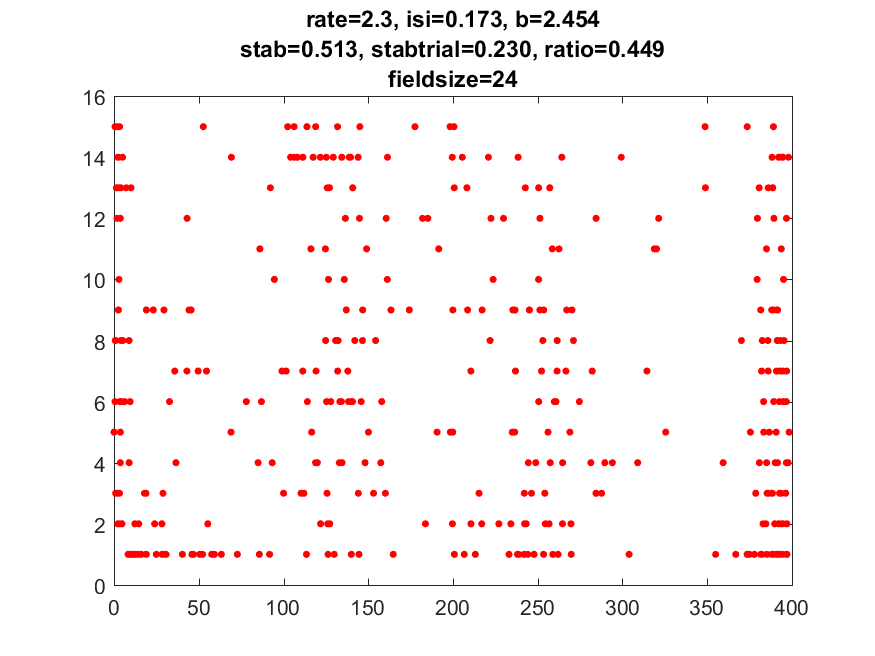 rate=2.3, isi=0.173, b=2.454
stab=0.513, stabtrial=0.230, ratio=0.449
fieldsize=24
16
14
12
10
8
6
4
2
0
0 50 100 150 200 250 300 350 400